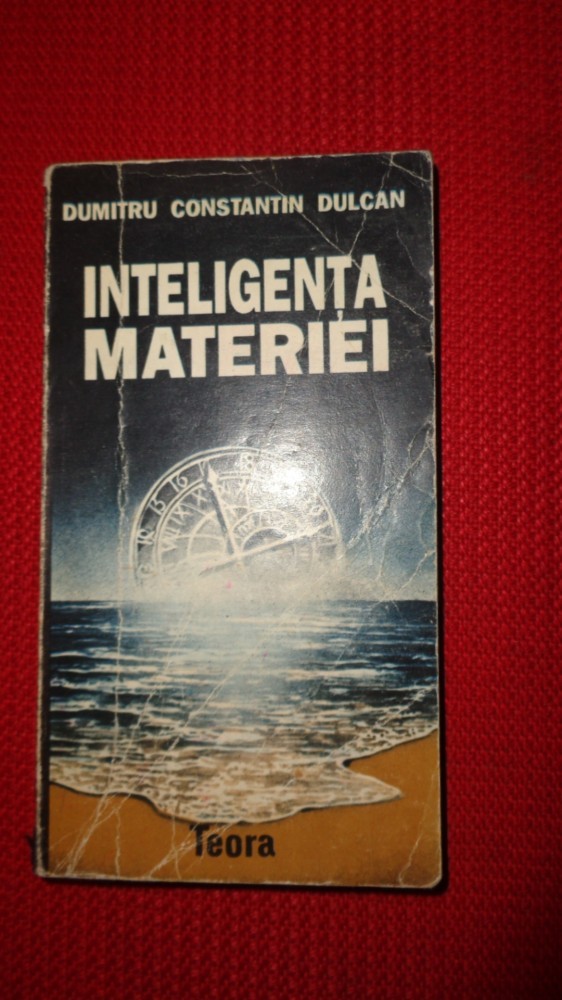 DUMITRU CONSTANTIN DULCAN
INTELIGENȚA
MATERIEI
Teora